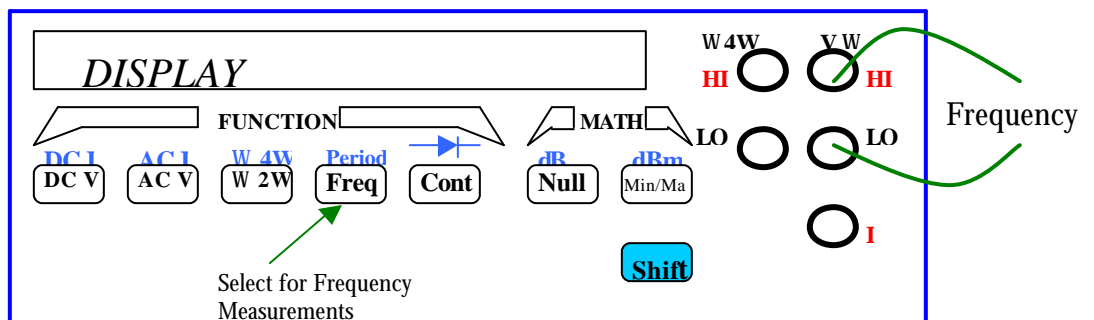 W 4W V W
HI HI
DISPLAY
Frequency
FUNCTION MATH
LO LO
DC I AC I W 4W Period dB dBm
DC V AC V W 2W Freq Cont Null Min/Ma
I
Shift
Select for Frequency
Measurements